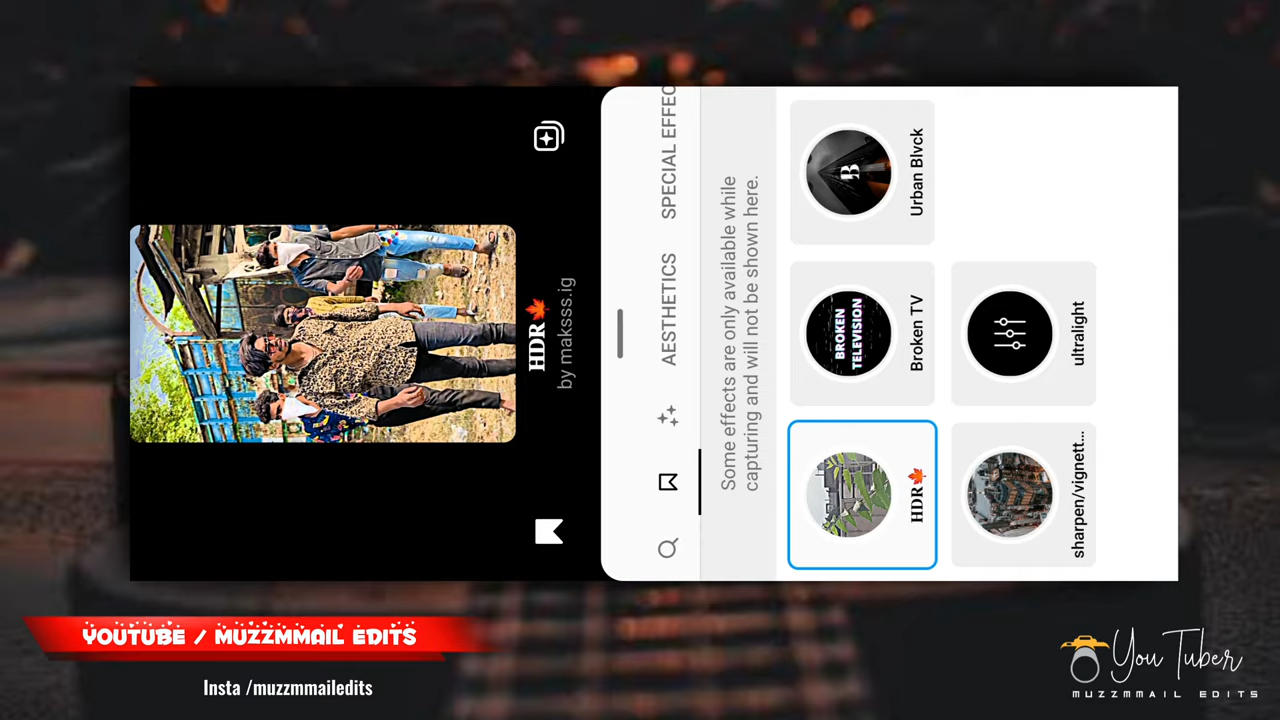 HDR🍁
by maksss.ig
AESTHETICS
SPECIAL EFFEC
Some effects are only available while
capturing and will not be shown here.
HDR🍁
BROKEN
TELEVISION
Broken TV
B
Urban Blvck
sharpen/vignett...
ultralight
YOUTUBE / MUZZMMAIL EDITS
Insta /muzzmmailedits
You Tuber
MUZZMMAIL EDITS